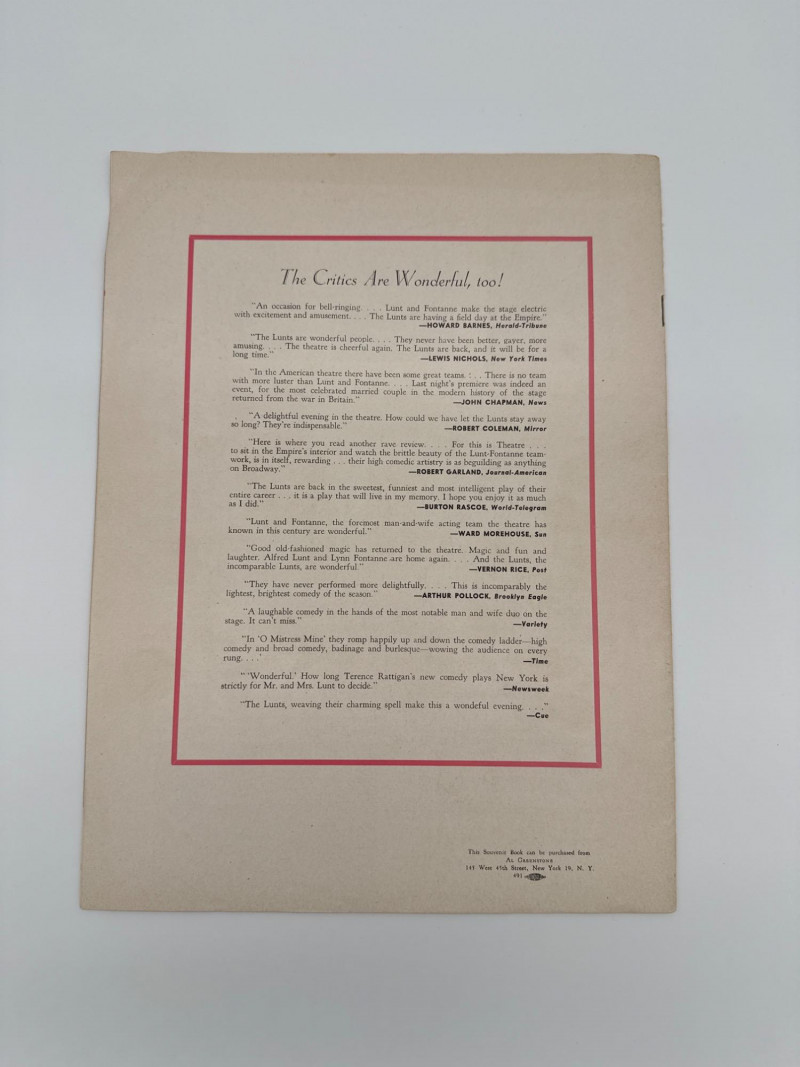 The Critics Are Wonderful, too!
"An occasion for bell-ringing. . . . Lunt and Fontanne make the stage electric
with excitement and amusement. . . . The Lunts are having a field day at the Empire."
—HOWARD BARNES, Herald-Tribune
"The Lunts are wonderful people. . . . They never have been better, gayer, more
amusing. . . . The theatre is cheerful again. The Lunts are back, and it will be for a
long time."
—LEWIS NICHOLS, New York Times
"In the American theatre there have been some great teams. : . . There is no team
with more luster than Lunt and Fontanne. . . . Last night's premiere was indeed an
event, for the most celebrated married couple in the modern history of the stage
returned from the war in Britain."
—JOHN CHAPMAN, News
"A delightful evening in the theatre. How could we have let the Lunts stay away
so long? They're indispensable."
—ROBERT COLEMAN, Mirror
"Here is where you read another rave review. . . . For this is Theatre . . .
to sit in the Empire's interior and watch the brittle beauty of the Lunt-Fontanne team-
work, is in itself, rewarding . . . their high comedic artistry is as beguiling as anything
on Broadway."
—ROBERT GARLAND, Journal-American
"The Lunts are back in the sweetest, funniest and most intelligent play of their
entire career . . . it is a play that will live in my memory. I hope you enjoy it as much
as I did."
—BURTON RASCOE, World-Telegram
"Lunt and Fontanne, the foremost man-and-wife acting team the theatre has
known in this century are wonderful."
—WARD MOREHOUSE, Sun
"Good old-fashioned magic has returned to the theatre. Magic and fun and
laughter. Alfred Lunt and Lynn Fontanne are home again. . . . And the Lunts, the
incomparable Lunts, are wonderful."
—VERNON RICE, Post
"They have never performed more delightfully. . . . This is incomparably the
lightest, brightest comedy of the season."
—ARTHUR POLLOCK, Brooklyn Eagle
"A laughable comedy in the hands of the most notable man and wife duo on the
stage. It can't miss."
—Variety
"In 'O Mistress Mine' they romp happily up and down the comedy ladder—high
comedy and broad comedy, badinage and burlesque—wowing the audience on every
rung. . . .'
—Time
" 'Wonderful.' How long Terence Rattigan's new comedy plays New York is
strictly for Mr. and Mrs. Lunt to decide."
—Newsweek
"The Lunts, weaving their charming spell make this a wondeful evening. . . ."
—Cue
This Souvenir Book can be purchased from
AL GREENSTONE
West 49th Street, New York 19, N. Y.